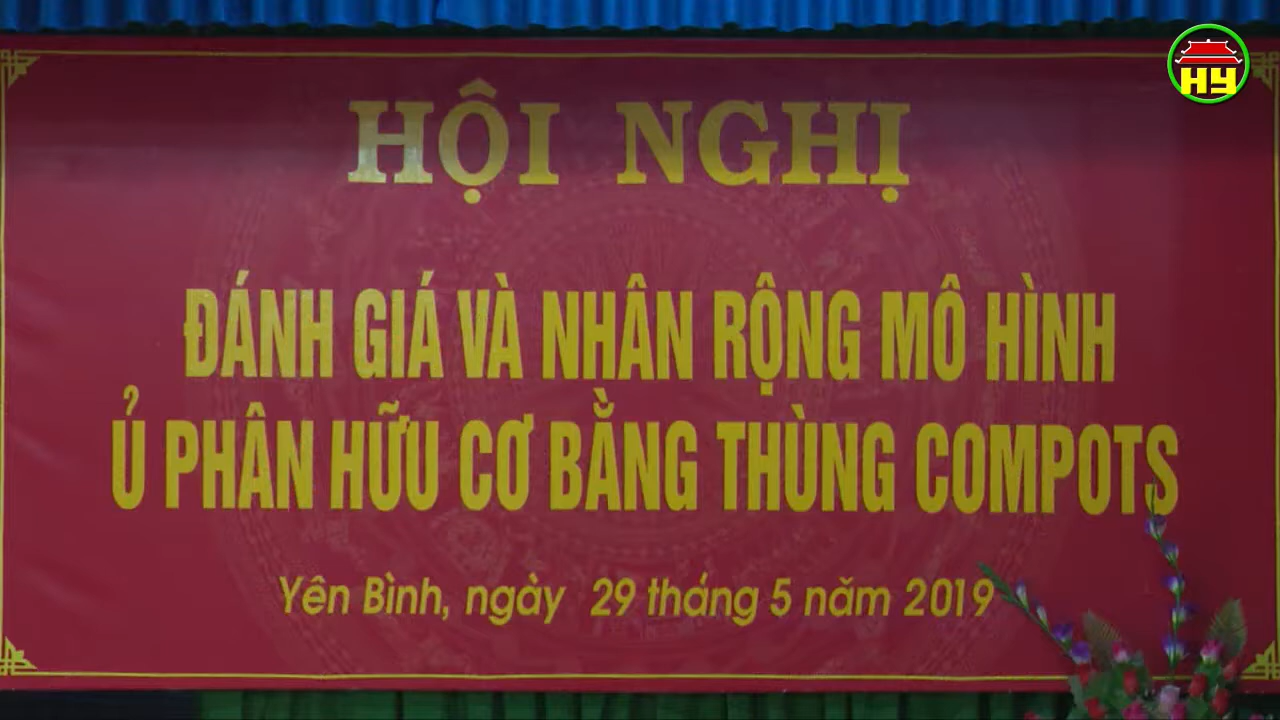 HY
HỘI NGHỊ
ĐÁNH GIÁ VÀ NHÂN RỘNG MÔ HÌNH
Ủ PHÂN HỮU CƠ BẰNG THÙNG COMPOTS
Yên Bình, ngày 29 tháng 5 năm 2019